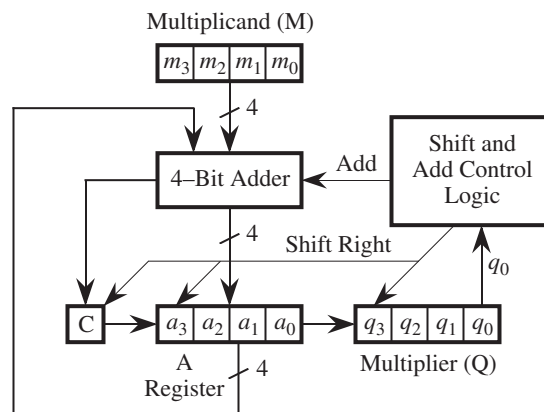 Multiplicand (M)
m3 m2 m1 m0
4
4–Bit Adder
Add
Shift and
Add Control
Logic
4
Shift Right
q0
C
a3 a2 a1 a0
q3 q2 q1 q0
A
Register
4
Multiplier (Q)